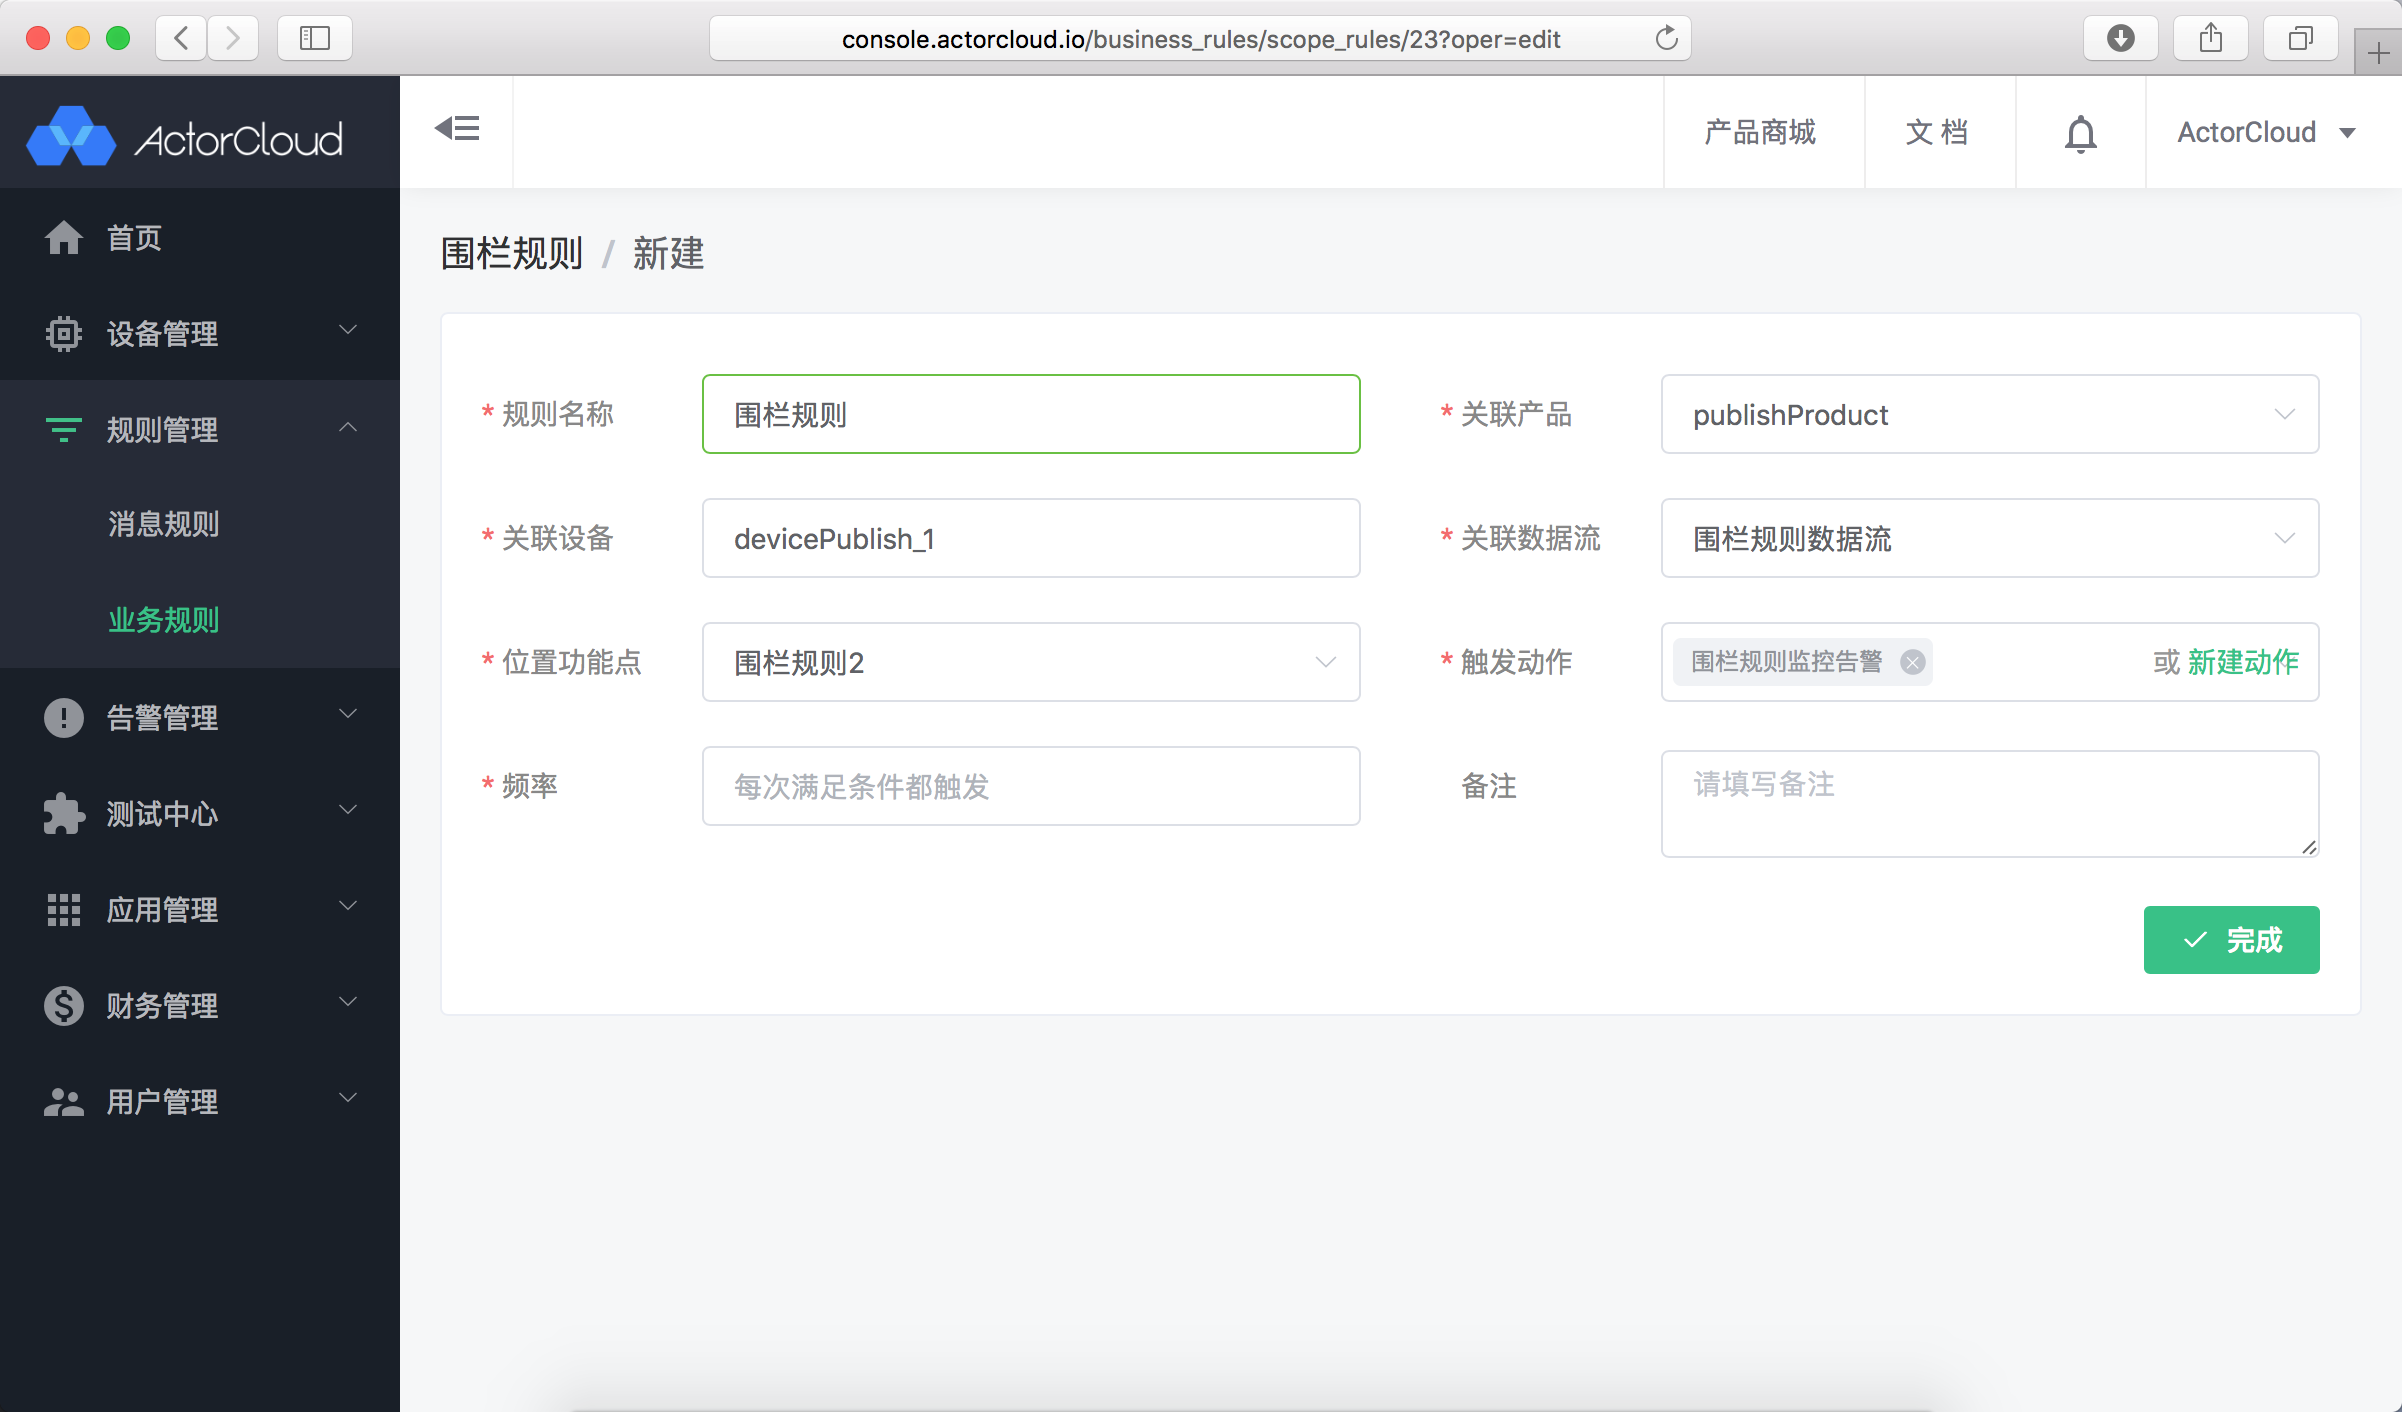 console.actorcloud.io/business_rules/scope_rules/23?oper=edit
ActorCloud
产品商城
文 档
ActorCloud
首页
设备管理
规则管理
消息规则
业务规则
告警管理
测试中心
应用管理
财务管理
用户管理
围栏规则 / 新建
* 规则名称 围栏规则
* 关联产品 publishProduct
* 关联设备 devicePublish_1
* 关联数据流 围栏规则数据流
* 位置功能点 围栏规则2
* 触发动作 围栏规则监控告警 或 新建动作
* 频率 每次满足条件都触发
备注 请填写备注
完成